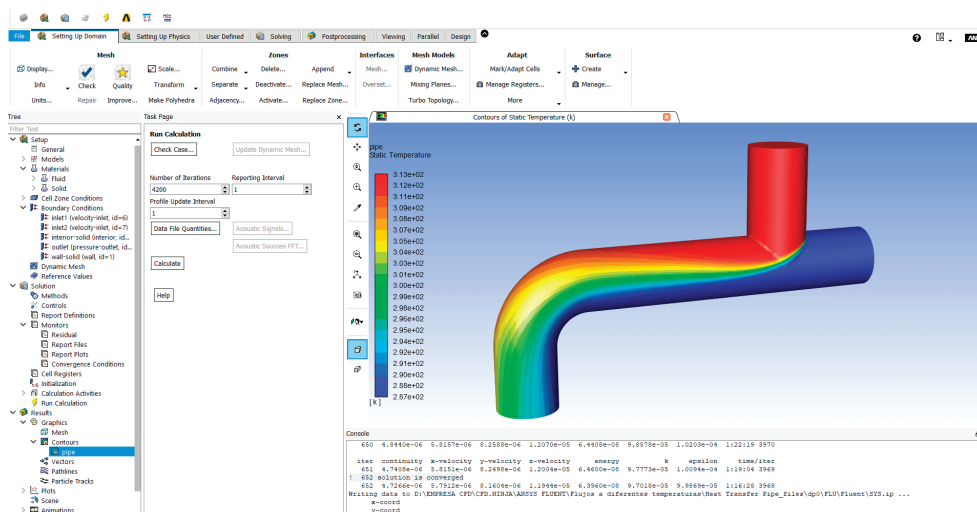 File Setting Up Domain Setting Up Physics User Defined Solving Postprocessing Viewing Parallel Design
Mesh Zones Interfaces Mesh Models Adapt Surface
Display... Scale... Combine Delete... Append Mesh... Dynamic Mesh... Mark/Adapt Cells Create
Info Check Quality Transform Separate Deactivate... Replace Mesh... Overset... Mixing Planes... Manage Registers... Manage...
Units... Repair Improve... Make Polyhedra Adjacency... Activate... Replace Zone... Turbo Topology... More
Tree
Filter Text
Setup
General
Models
Materials
Fluid
Solid
Cell Zone Conditions
Boundary Conditions
inlet1 (velocity-inlet, id=6)
inlet2 (velocity-inlet, id=7)
interior-solid (interior, id...
outlet (pressure-outlet, id...
wall-solid (wall, id=1)
Dynamic Mesh
Reference Values
Solution
Methods
Controls
Report Definitions
Monitors
Residual
Report Files
Report Plots
Convergence Conditions
Cell Registers
Initialization
Calculation Activities
Run Calculation
Results
Graphics
Mesh
Contours
pipe
Vectors
Pathlines
Particle Tracks
Plots
Scene
Animations
Task Page
Run Calculation
Check Case... Update Dynamic Mesh...
Number of Iterations Reporting Interval
4200 1
Profile Update Interval
1
Data File Quantities... Acoustic Signals...
Acoustic Sources FFT...
Calculate
Help
Contours of Static Temperature (k)
pipe
Static Temperature
3.13e+02
3.12e+02
3.11e+02
3.09e+02
3.08e+02
3.07e+02
3.05e+02
3.04e+02
3.03e+02
3.01e+02
3.00e+02
2.99e+02
2.98e+02
2.96e+02
2.95e+02
2.94e+02
2.92e+02
2.91e+02
2.90e+02
2.88e+02
2.87e+02
[k]
Console
650 4.8440e-06 5.8157e-06 8.2588e-06 1.2070e-05 6.4408e-08 9.8578e-05 1.0203e-04 1:22:19 3970
iter continuity x-velocity y-velocity z-velocity energy k epsilon time/iter
651 4.7408e-06 5.8151e-06 8.2498e-06 1.2004e-05 6.4600e-08 9.7773e-05 1.0094e-04 1:19:04 3969
! 652 solution is converged
652 4.7266e-06 5.7912e-06 8.1604e-06 1.1944e-05 6.3960e-08 9.7018e-05 9.9869e-05 1:16:28 3968
Writing data to D:\EMPRESA CFD\CFD.NINJA\ANSYS FLUENT\Flujos a diferentes temperaturas\Heat Transfer Pipe_files\dp0\FLU\Fluent\SYS.ip ...
x-coord
y-coord